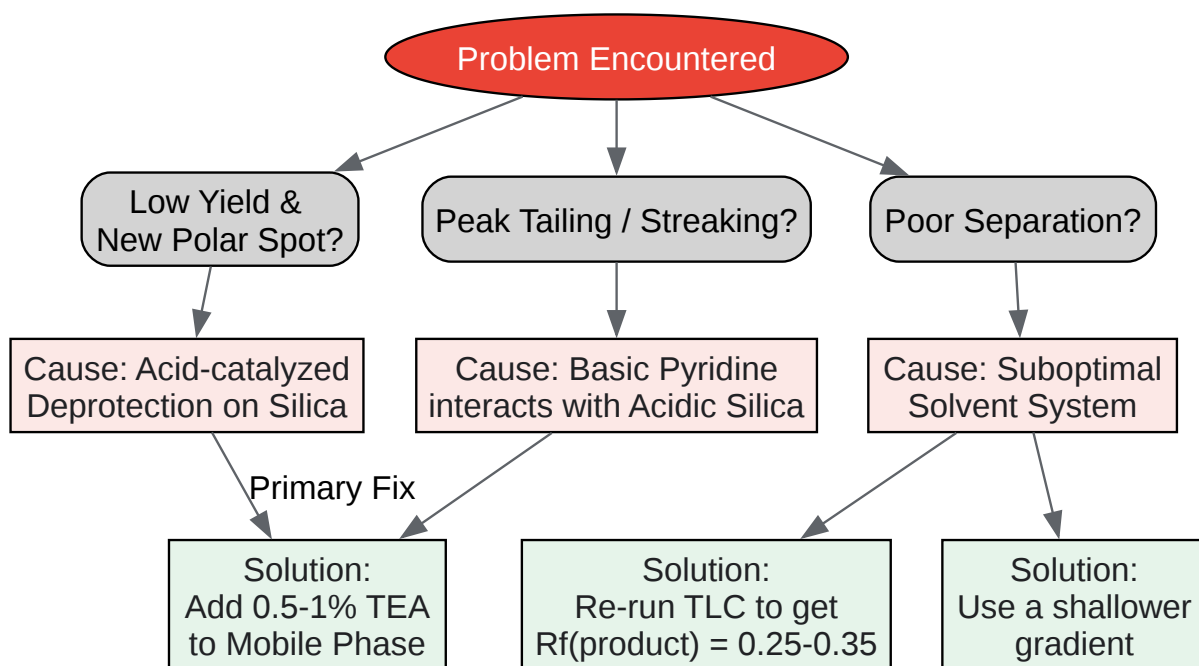 Problem Encountered
Low Yield &
New Polar Spot?
Peak Tailing / Streaking?
Poor Separation?
Cause: Acid-catalyzed
Deprotection on Silica
Cause: Basic Pyridine
interacts with Acidic Silica
Cause: Suboptimal
Solvent System
Primary Fix
Solution:
Add 0.5-1% TEA
to Mobile Phase
Solution:
Re-run TLC to get
Rf(product) = 0.25-0.35
Solution:
Use a shallower
gradient